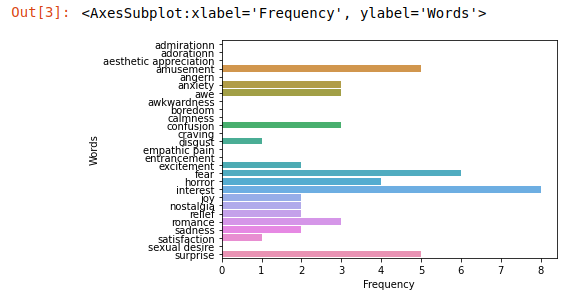 Out[3]: <AxesSubplot:xlabel='Frequency', ylabel='Words'>
admirationn
adorationn
aesthetic appreciation
amusement
angern
anxiety
awe
awkwardness
boredom
calmness
confusion
craving
disgust
empathic pain
entrancement
excitement
fear
horror
interest
joy
nostalgia
relief
romance
sadness
satisfaction
sexual desire
surprise
Words
0 1 2 3 4 5 6 7 8
Frequency